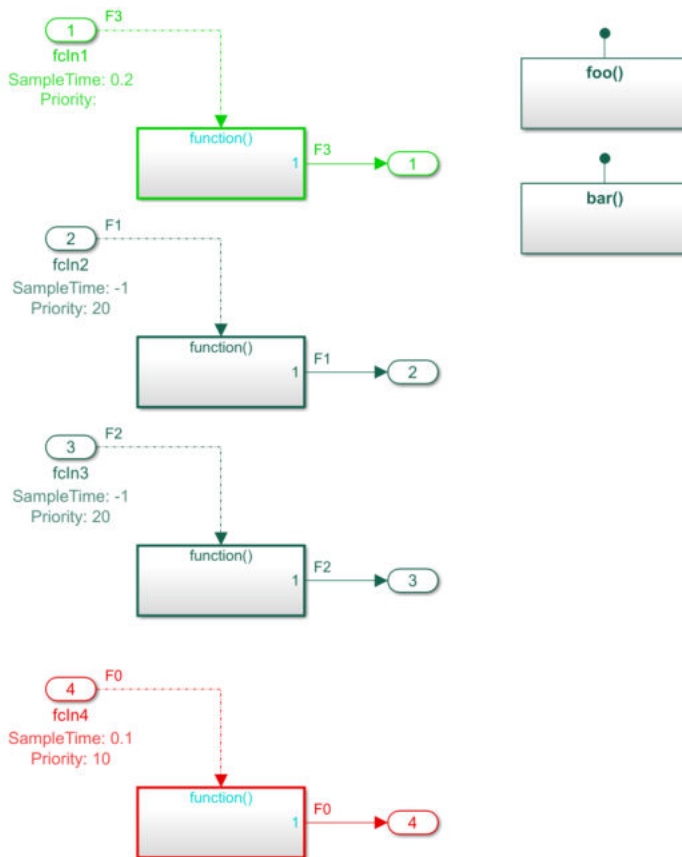 F3
1
fcIn1
SampleTime: 0.2
Priority:
function()
1
F3
1
foo()
bar()
F1
2
fcIn2
SampleTime: -1
Priority: 20
function()
1
F1
2
F2
3
fcIn3
SampleTime: -1
Priority: 20
function()
1
F2
3
F0
4
fcIn4
SampleTime: 0.1
Priority: 10
function()
1
F0
4